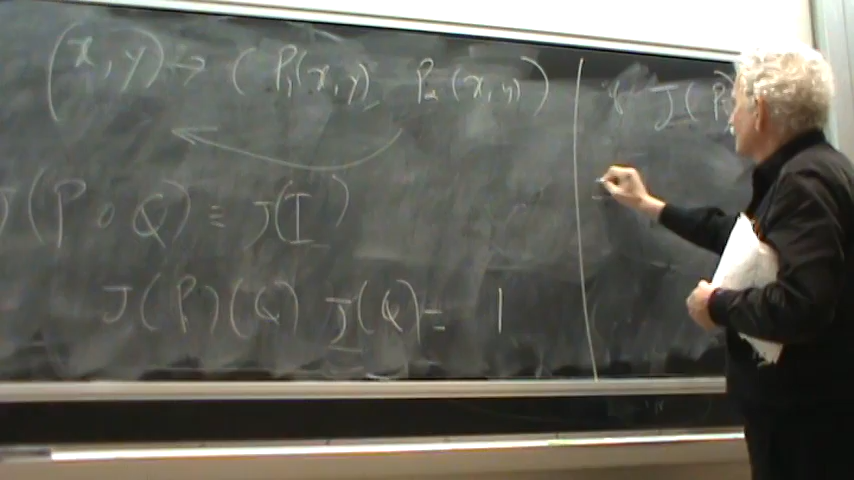 (x, y) → (P₁(x, y), P₂(x, y))
J(P ∘ Q) ≡ J(I)
J(P)(Q) J(Q) = 1
J(P